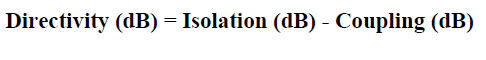 Directivity (dB) = Isolation (dB) - Coupling (dB)